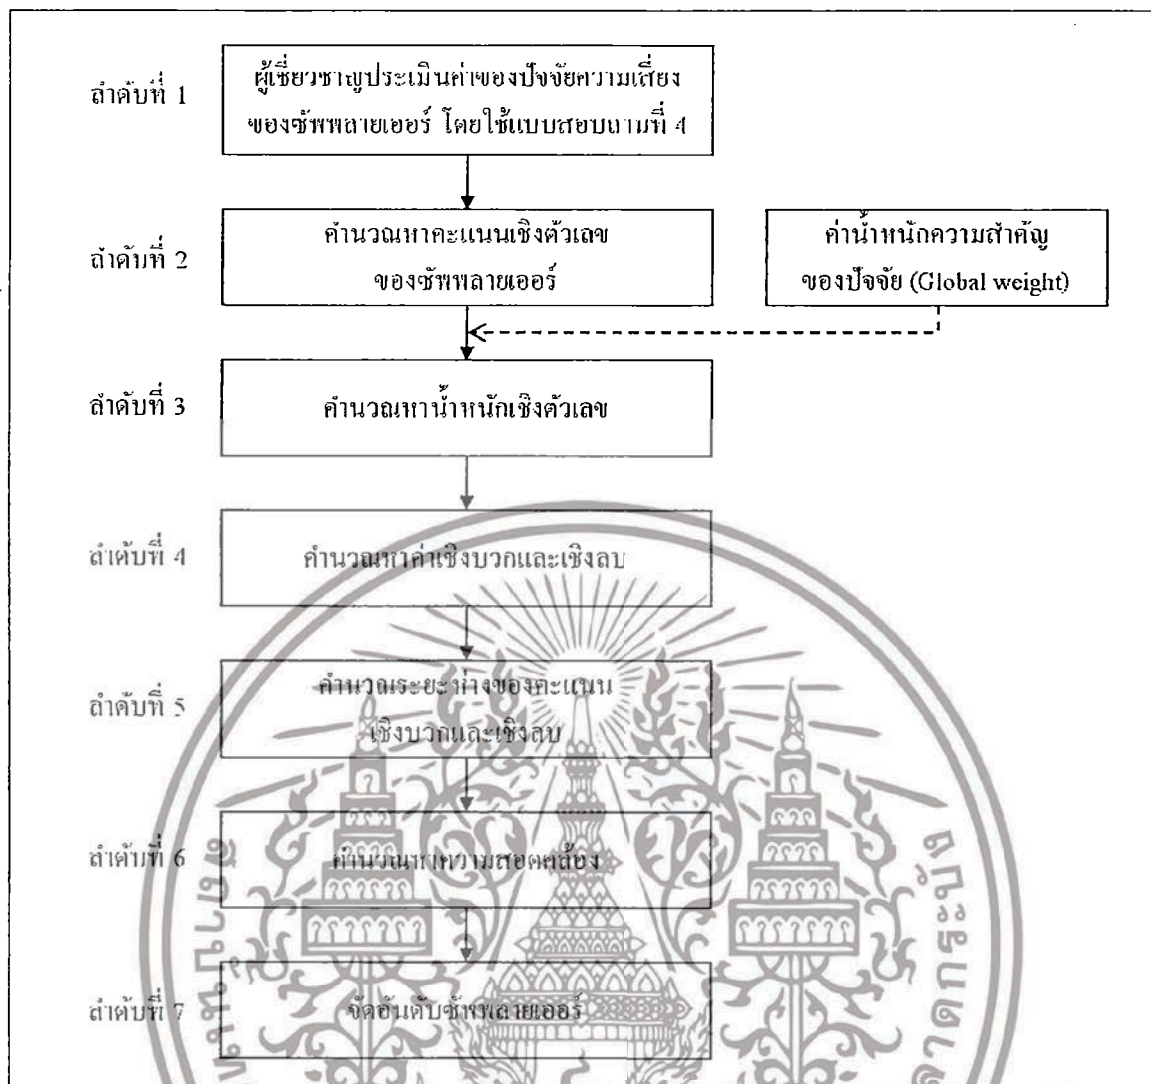 ลำดับที่ 1
ผู้เชี่ยวชาญประเมินค่าของปัจจัยความเสี่ยง
ของซัพพลายเออร์ โดยใช้แบบสอบถามที่ 4
ลำดับที่ 2
คำนวณหาคะแนนเชิงตัวเลข
ของซัพพลายเออร์
ค่าน้ำหนักความสำคัญ
ของปัจจัย (Global weight)
ลำดับที่ 3
คำนวณหาน้ำหนักเชิงตัวเลข
ลำดับที่ 4
คำนวณหาค่าเชิงบวกและเชิงลบ
ลำดับที่ 5
คำนวณระยะห่างของคะแนน
เชิงบวกและเชิงลบ
ลำดับที่ 6
คำนวณหาความสอดคล้อง
ลำดับที่ 7
จัดอันดับซัพพลายเออร์